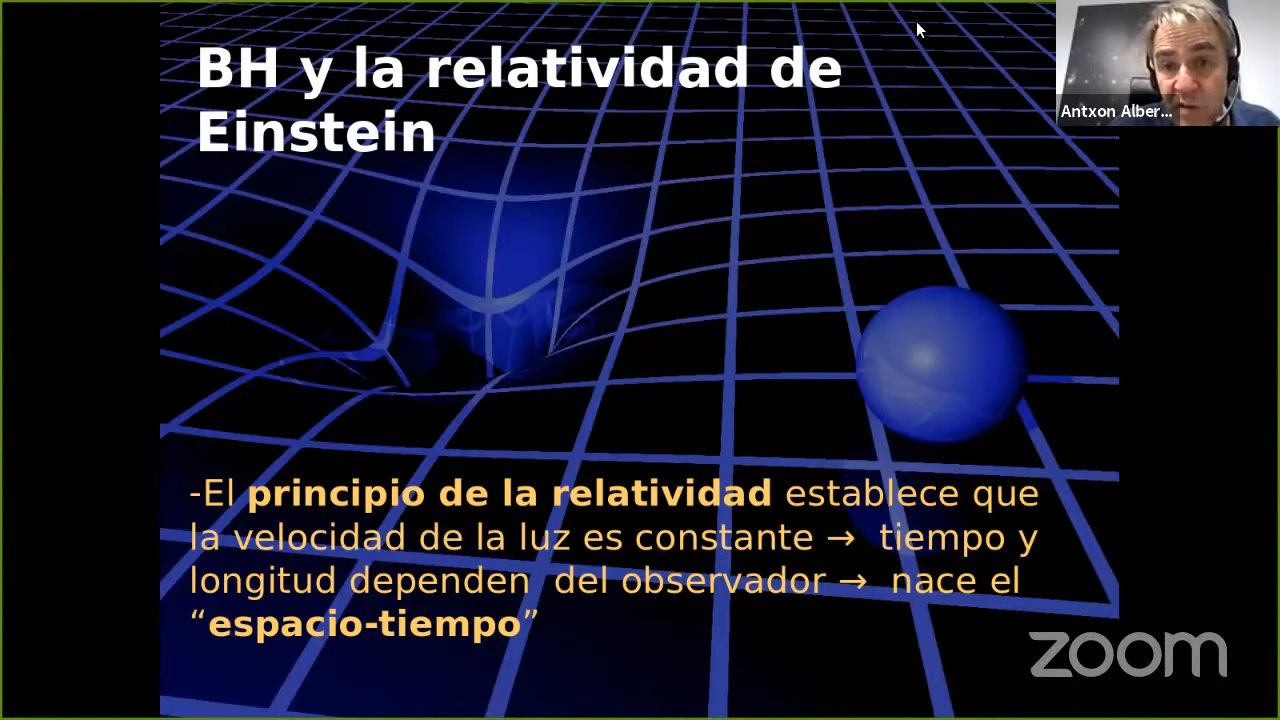 BH y la relatividad de
Einstein
Antxon Alber...
-El principio de la relatividad establece que
la velocidad de la luz es constante → tiempo y
longitud dependen del observador → nace el
“espacio-tiempo”
zoom